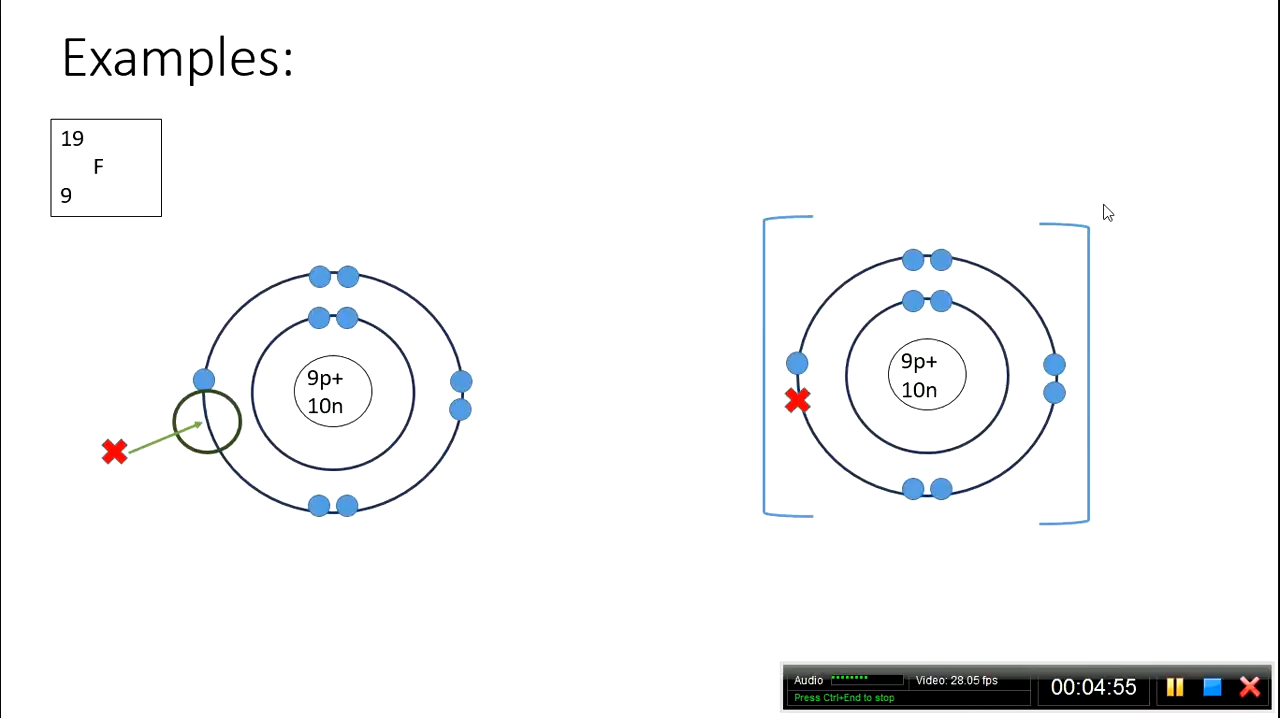 Examples:
19
F
9
9p+
10n
9p+
10n
Audio
Video: 28.05 fps
Press Ctrl+End to stop
00:04:55